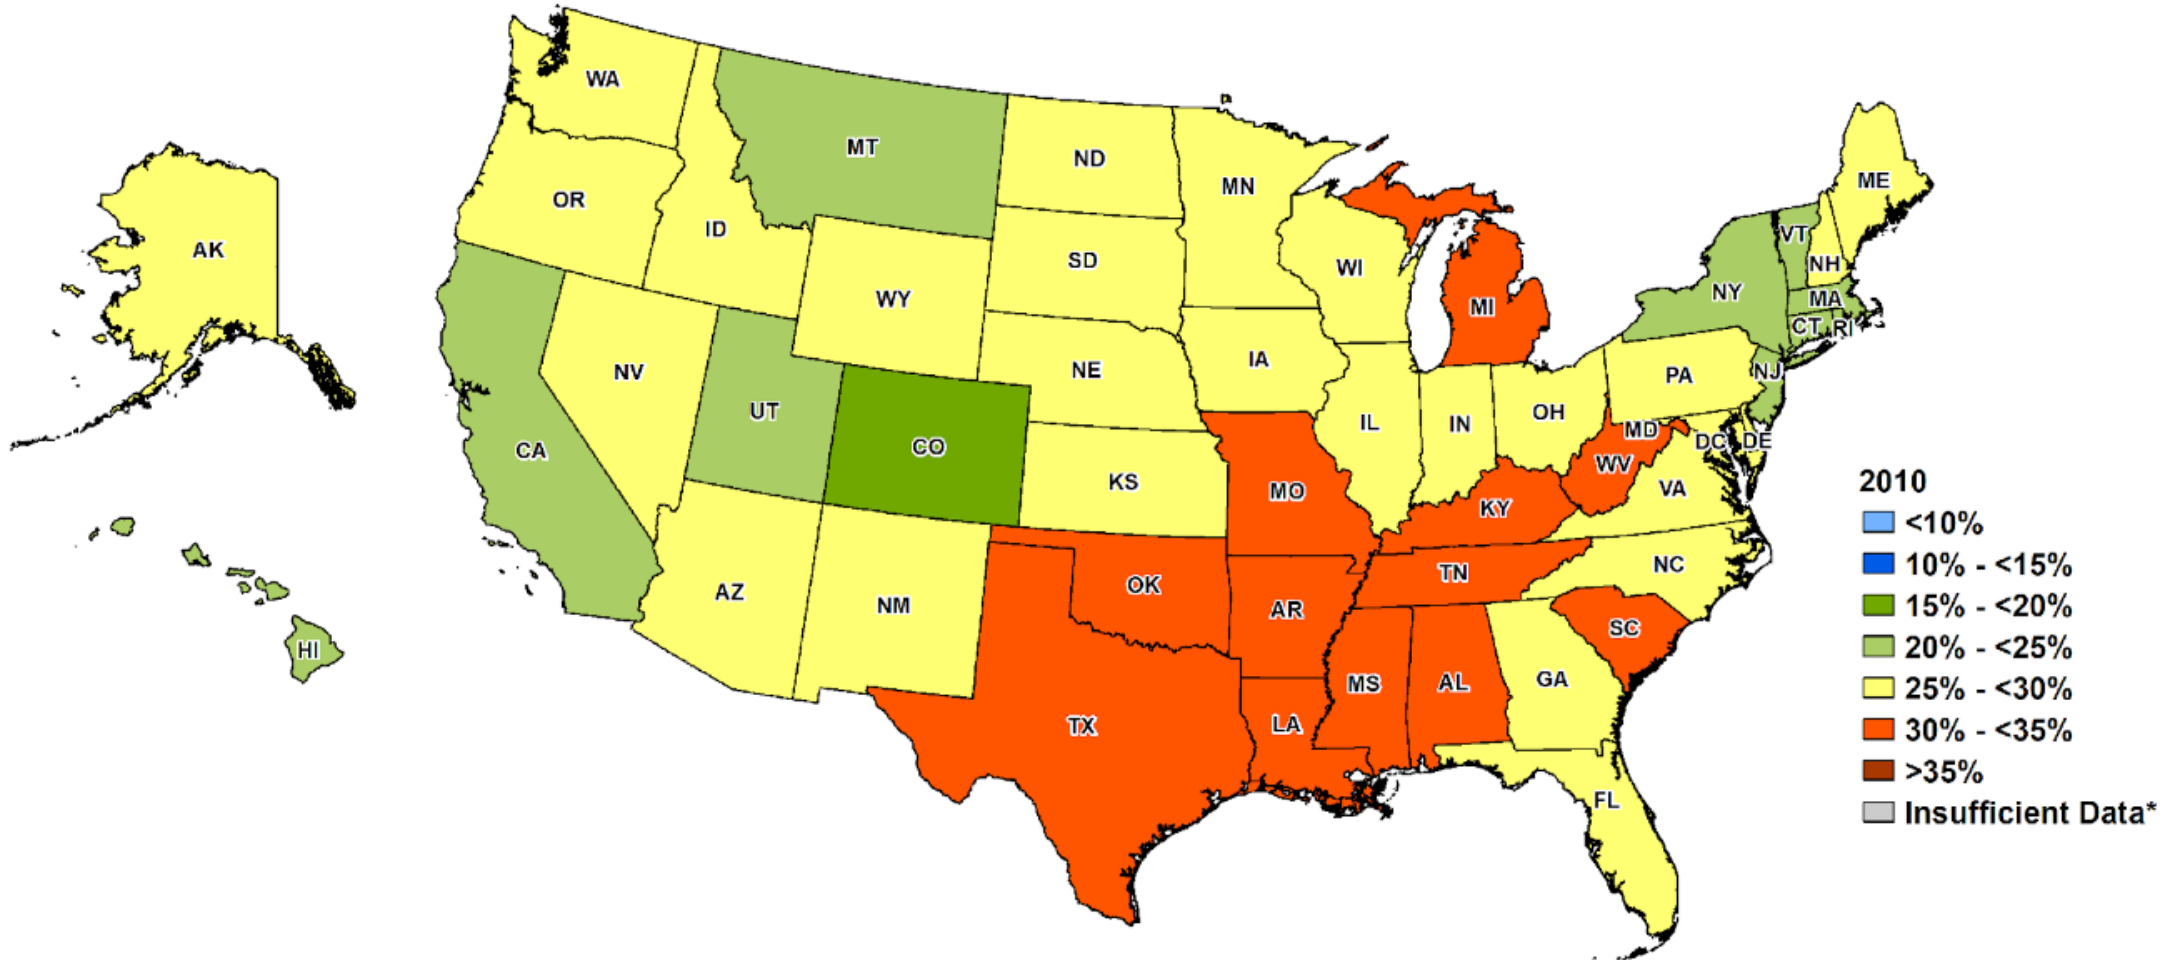 WA
MT
ND
MN
ME
OR
ID
AK
SD
WI
VT
NH
WY
NY
MA
MI
CT
RI
NV
NE
IA
PA
NJ
UT
CO
IL
IN
OH
CA
KS
MO
KY
WV
MD
DC
DE
VA
AZ
NM
OK
AR
TN
NC
HI
TX
LA
MS
AL
GA
SC
FL
2010
<10%
10% - <15%
15% - <20%
20% - <25%
25% - <30%
30% - <35%
>35%
Insufficient Data*